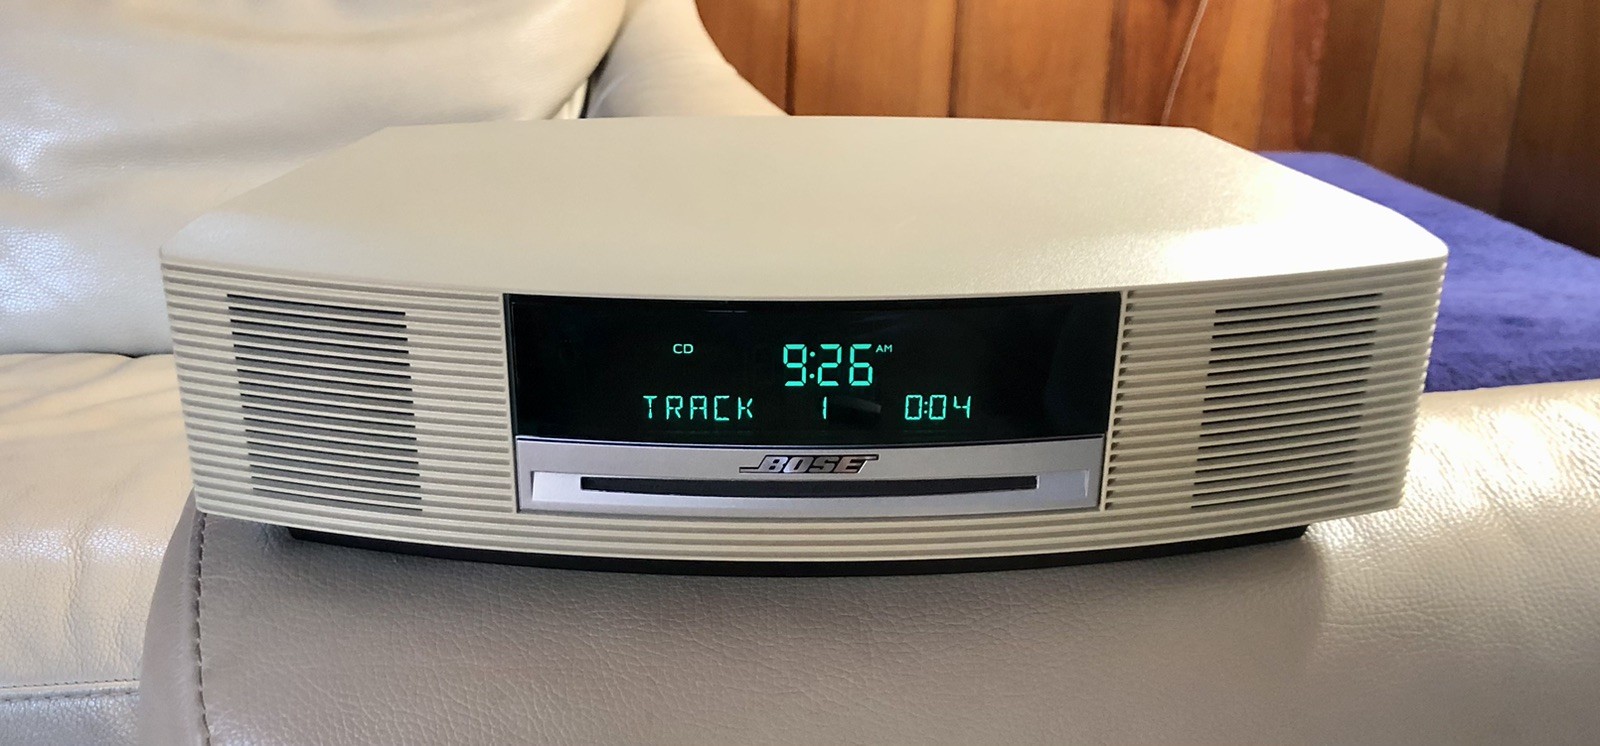 CD 9:26 AM
TRACK 1 0:04
BOSE